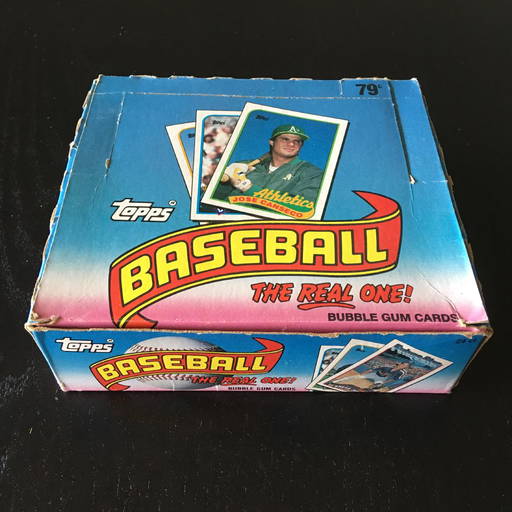 79¢
Topps
Athletics
JOSE CANSECO
Topps
BASEBALL
THE REAL ONE!
BUBBLE GUM CARDS
Topps
BASEBALL
THE REAL ONE!
BUBBLE GUM CARDS